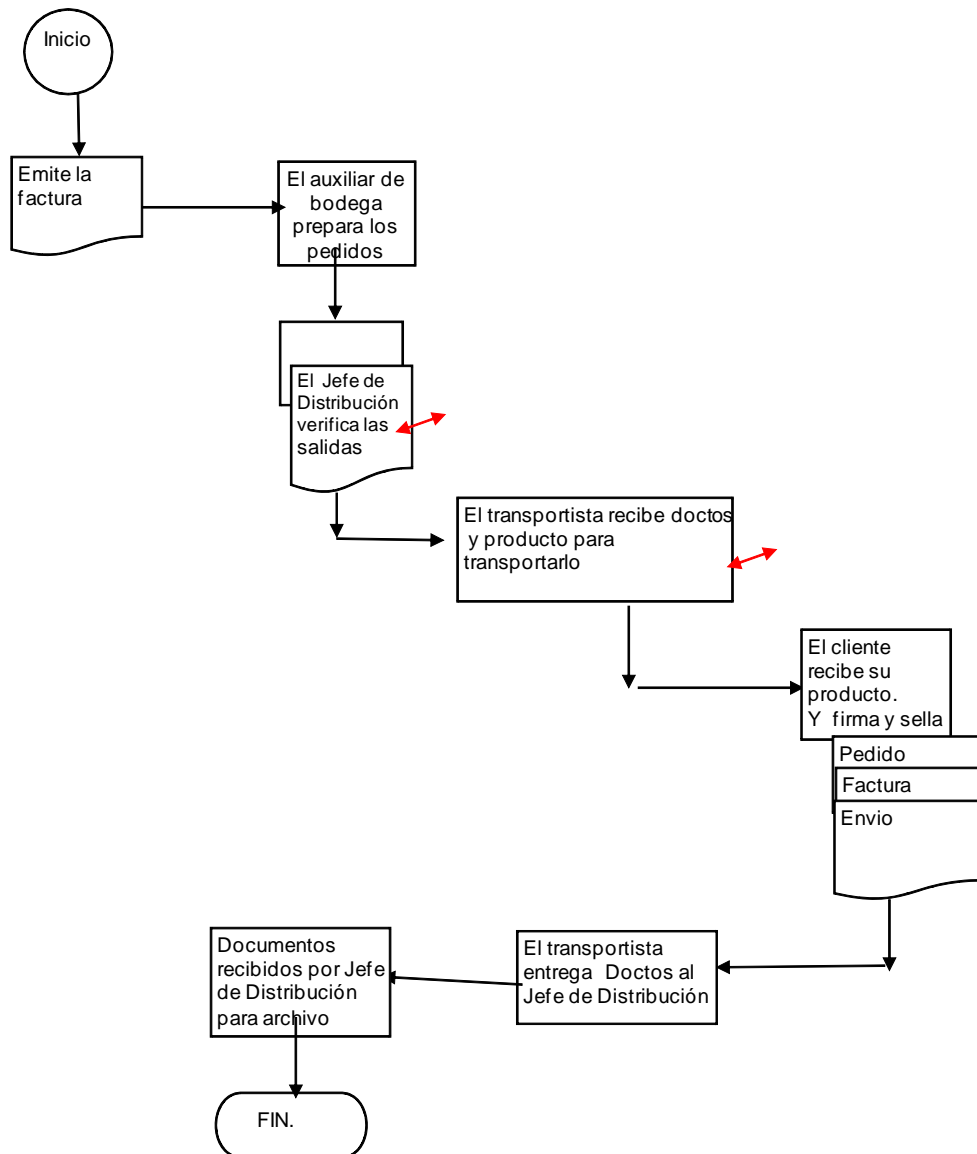 Inicio
Emite la
factura
El auxiliar de
bodega
prepara los
pedidos
El Jefe de
Distribución
verifica las
salidas
El transportista recibe doctos
y producto para
transportarlo
El cliente
recibe su
producto.
Y firma y sella
Pedido
Factura
Envio
El transportista
entrega Doctos al
Jefe de Distribución
Documentos
recibidos por Jefe
de Distribución
para archivo
FIN.